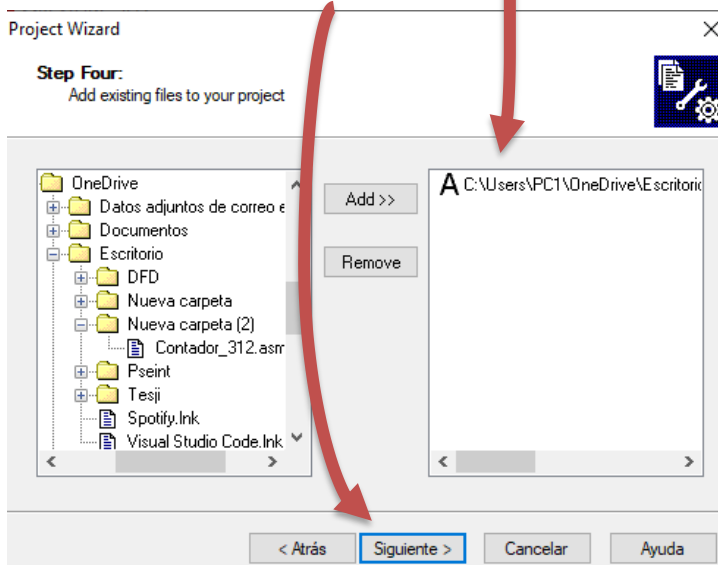 Project Wizard
Step Four:
Add existing files to your project
OneDrive
Datos adjuntos de correo e
Documentos
Escritorio
DFD
Nueva carpeta
Nueva carpeta (2)
Contador_312.asm
Pseint
Tesji
Spotify.lnk
Visual Studio Code.lnk
Add >>
Remove
A C:\Users\PC1\OneDrive\Escritorio
< Atrás
Siguiente >
Cancelar
Ayuda